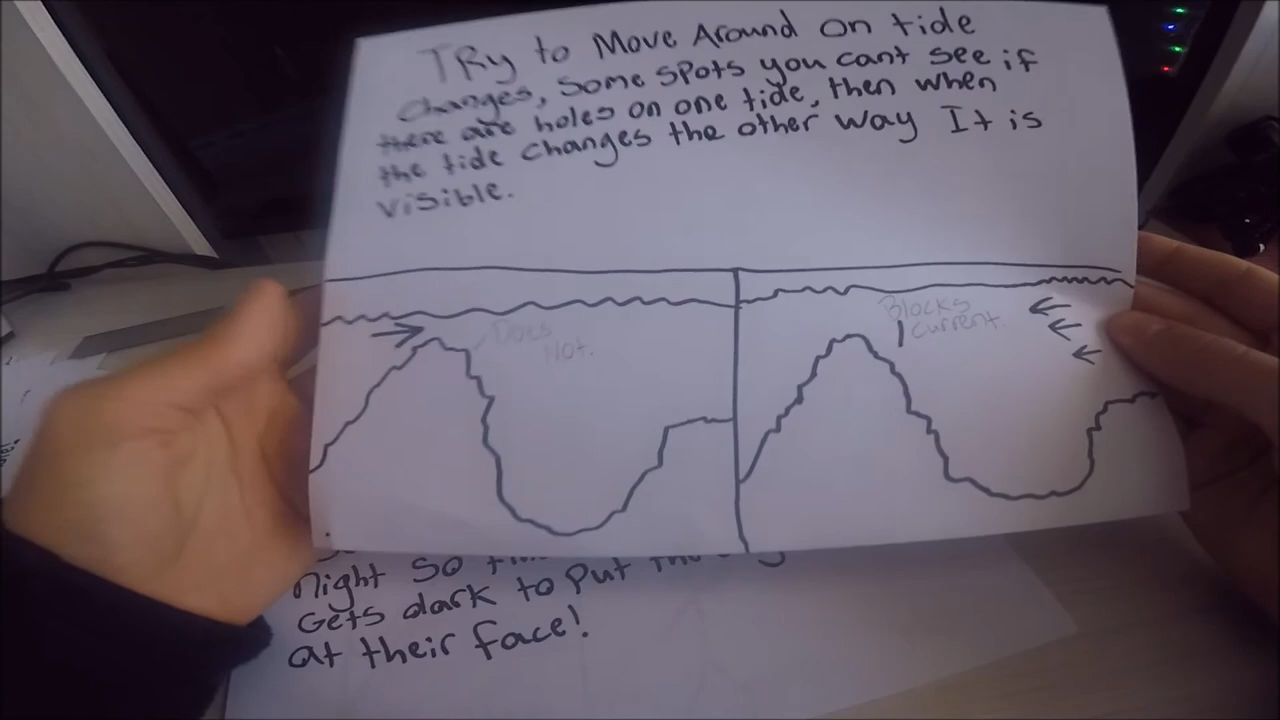 TRy to Move Around on tide
changes, Some spots you cant see if
there are holes on one tide, then when
the tide changes the other way It is
visible.
Does
Not.
Blocks
Current.
Night so
Gets dark to put the
at their face!